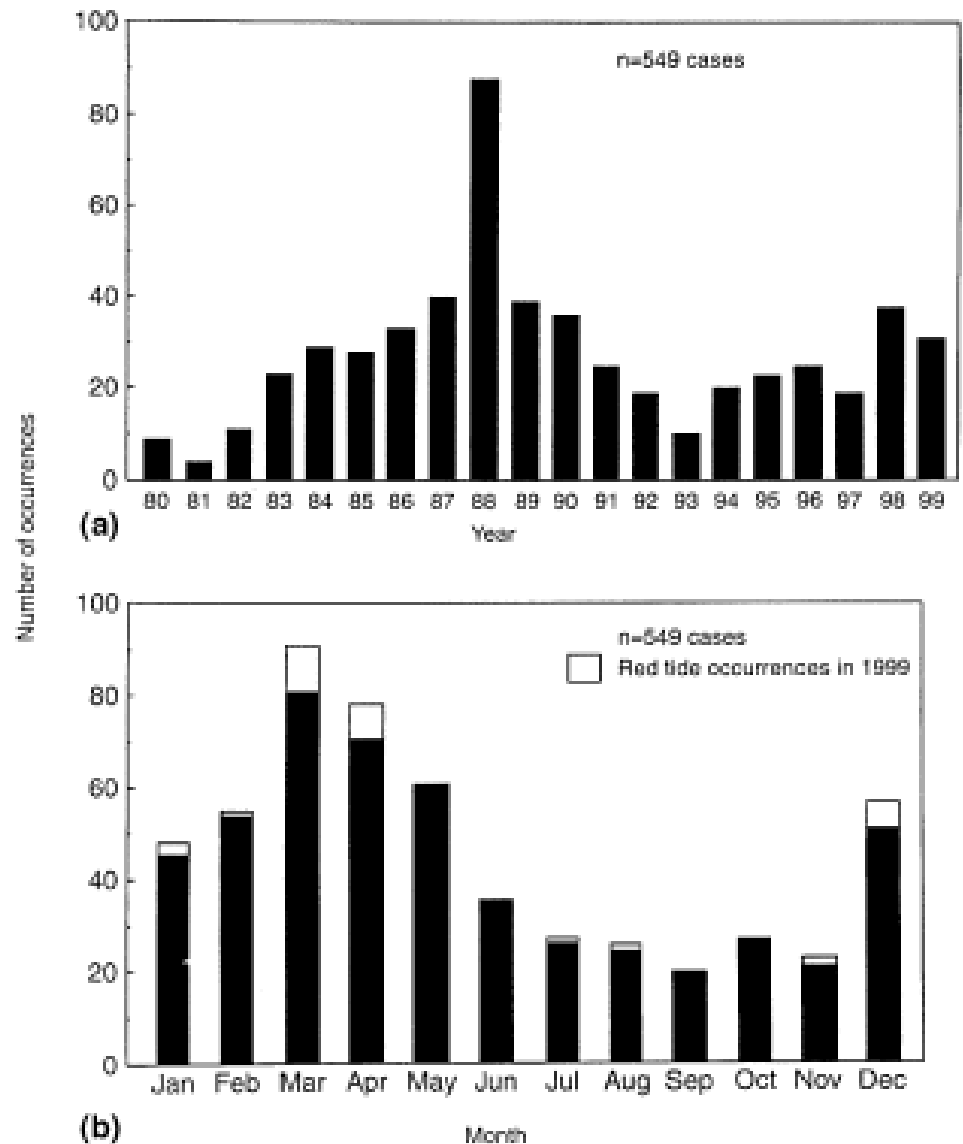 Number of occurrences
100
80
60
40
20
0
n=549 cases
80 81 82 83 84 85 86 87 88 89 90 91 92 93 94 95 96 97 98 99
(a)
Year
100
80
60
40
20
0
n=549 cases
Red tide occurrences in 1999
Jan Feb Mar Apr May Jun Jul Aug Sep Oct Nov Dec
(b)
Month